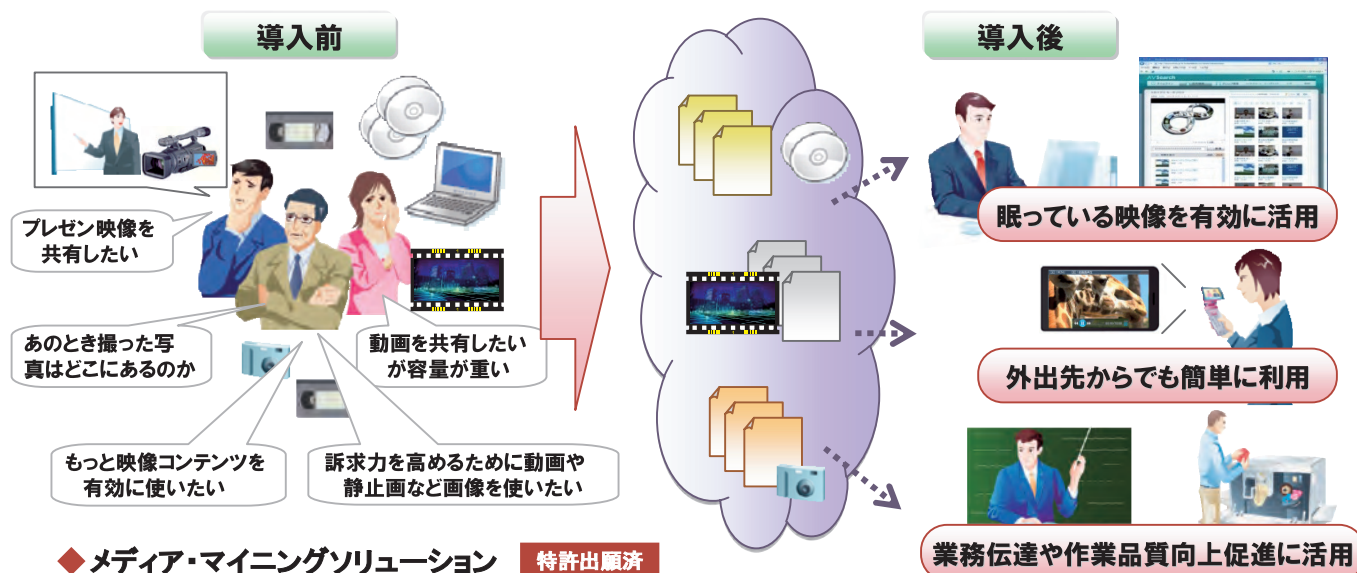 導入前
導入後
プレゼン映像を
共有したい
あのとき撮った写
真はどこにあるのか
動画を共有したい
が容量が重い
もっと映像コンテンツを
有効に使いたい
訴求力を高めるために動画や
静止画など画像を使いたい
眠っている映像を有効に活用
外出先からでも簡単に利用
業務伝達や作業品質向上促進に活用
◆メディア・マイニングソリューション
特許出願済